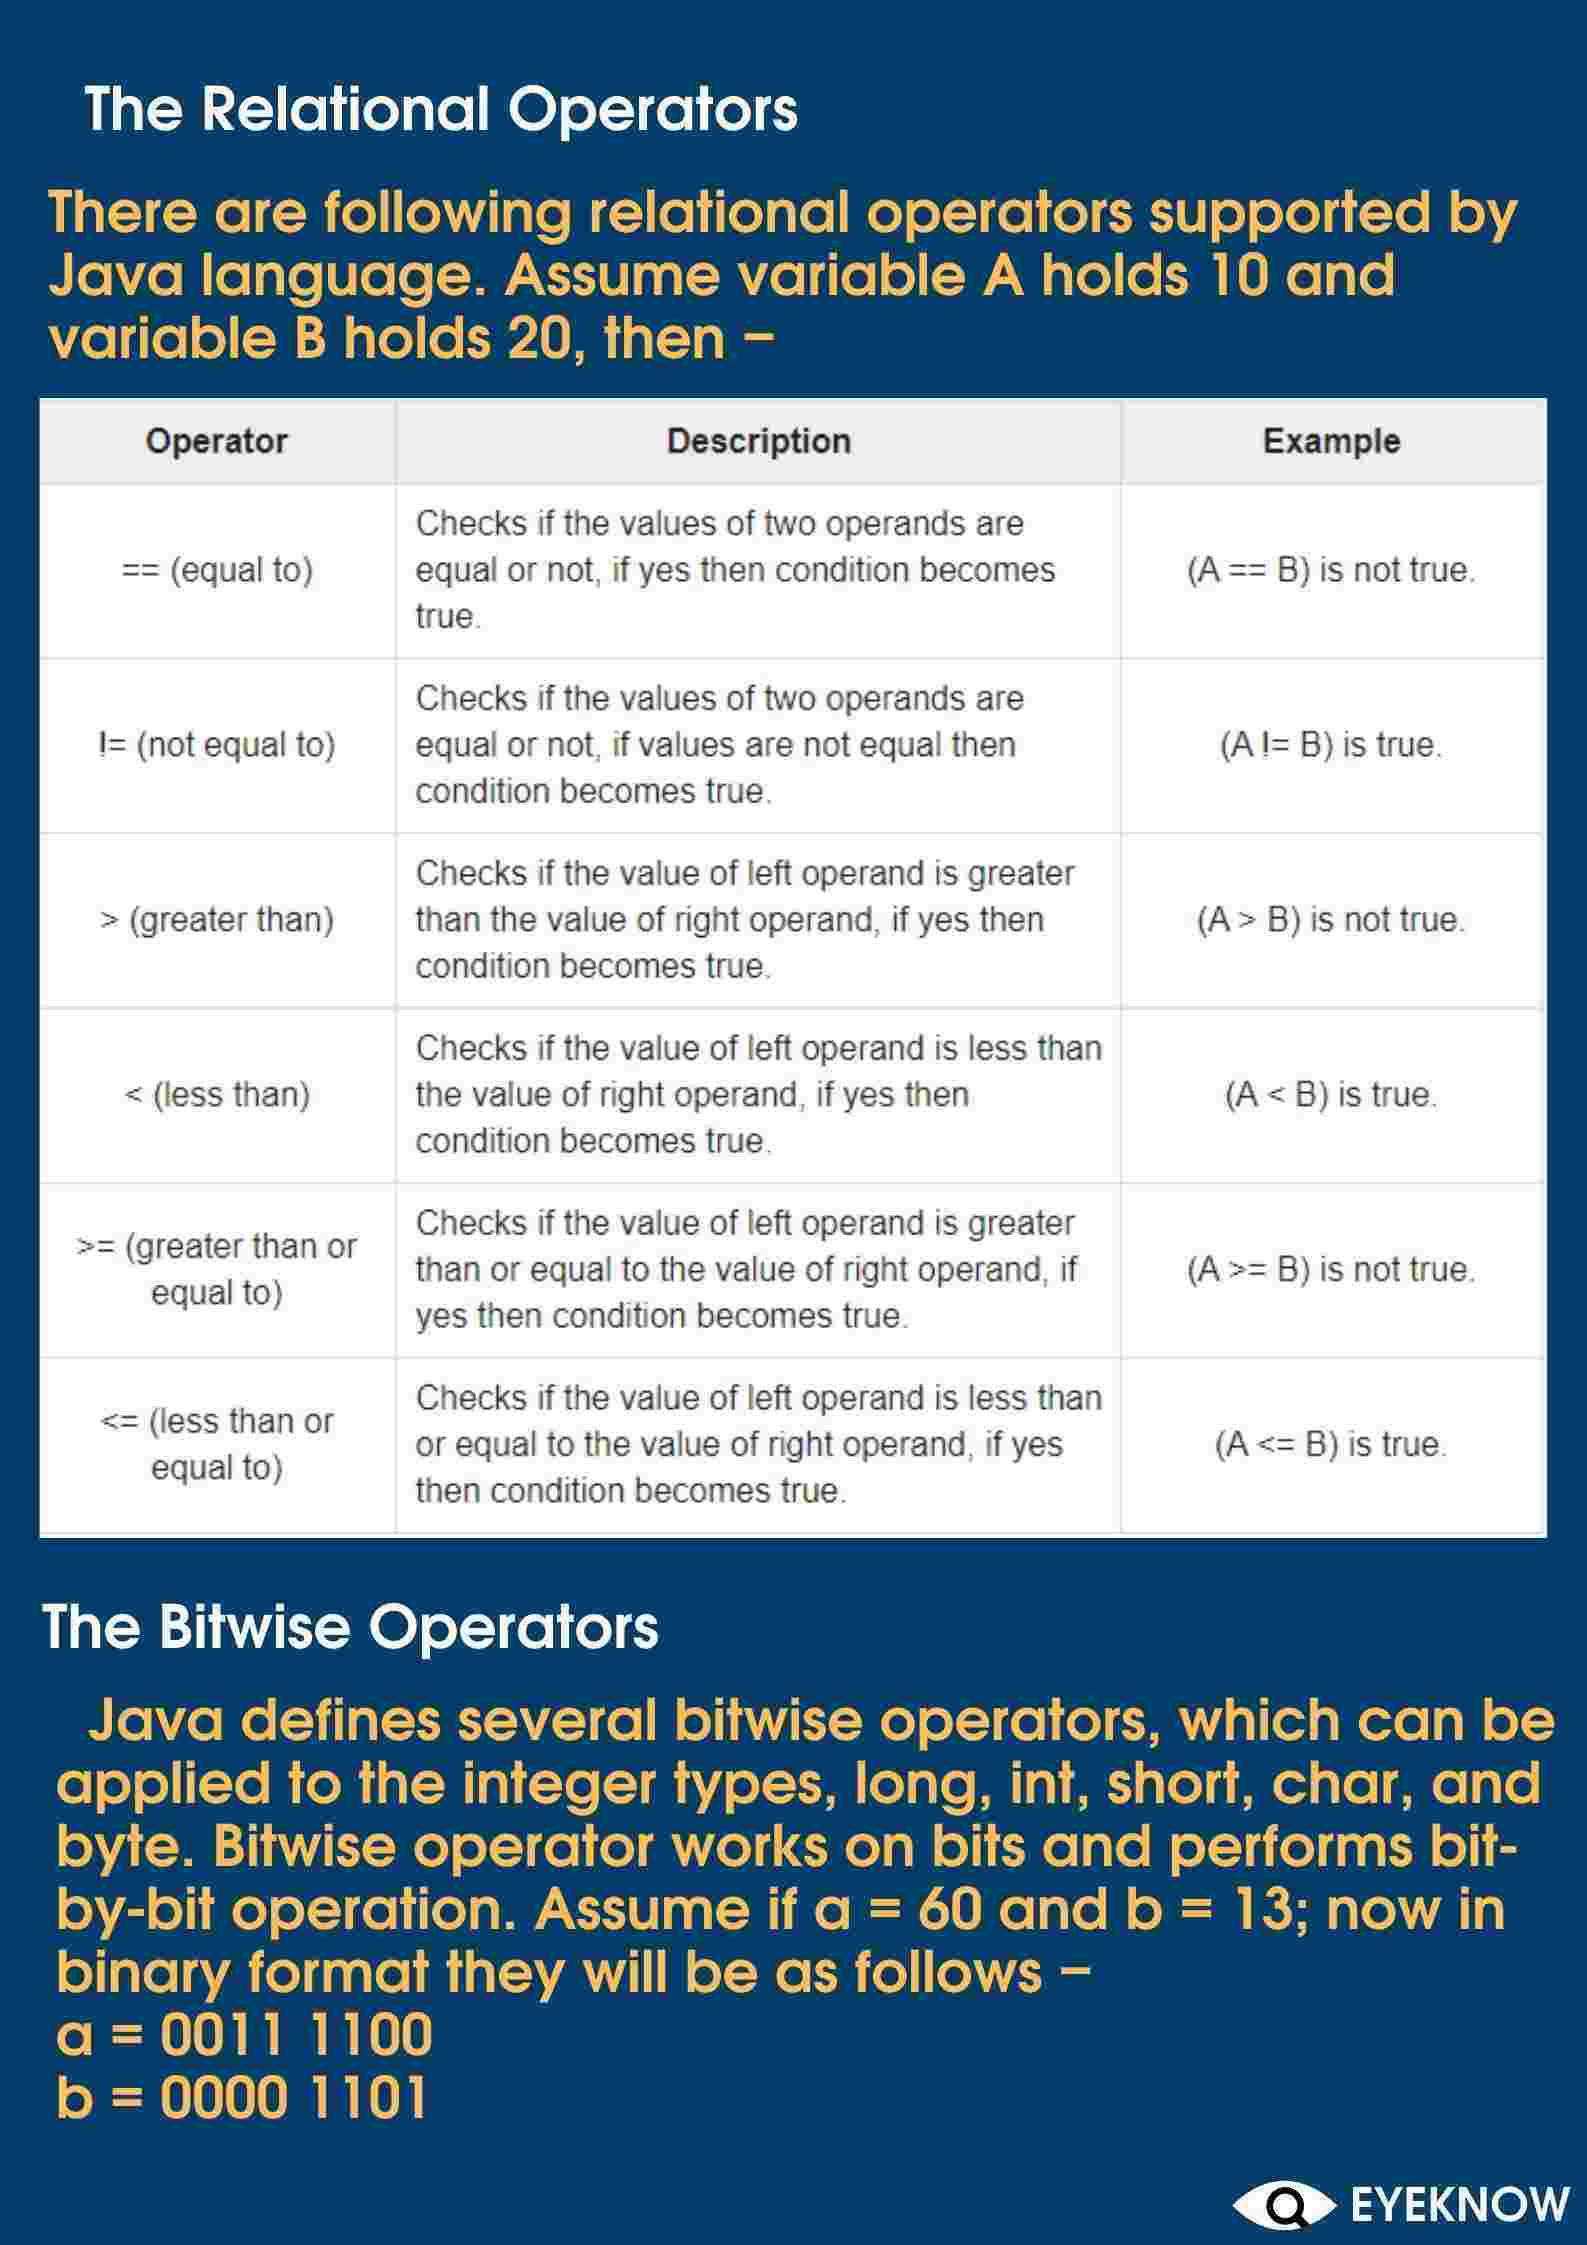 The Relational Operators
There are following relational operators supported by
Java language. Assume variable A holds 10 and
variable B holds 20, then –
Operator Description Example
== (equal to)
Checks if the values of two operands are
equal or not, if yes then condition becomes
true.
(A == B) is not true.
!= (not equal to)
Checks if the values of two operands are
equal or not, if values are not equal then
condition becomes true.
(A != B) is true.
> (greater than)
Checks if the value of left operand is greater
than the value of right operand, if yes then
condition becomes true.
(A > B) is not true.
< (less than)
Checks if the value of left operand is less than
the value of right operand, if yes then
condition becomes true.
(A < B) is true.
>= (greater than or
equal to)
Checks if the value of left operand is greater
than or equal to the value of right operand, if
yes then condition becomes true.
(A >= B) is not true.
<= (less than or
equal to)
Checks if the value of left operand is less than
or equal to the value of right operand, if yes
then condition becomes true.
(A <= B) is true.
The Bitwise Operators
Java defines several bitwise operators, which can be
applied to the integer types, long, int, short, char, and
byte. Bitwise operator works on bits and performs bit-
by-bit operation. Assume if a = 60 and b = 13; now in
binary format they will be as follows –
a = 0011 1100
b = 0000 1101
EYEKNOW